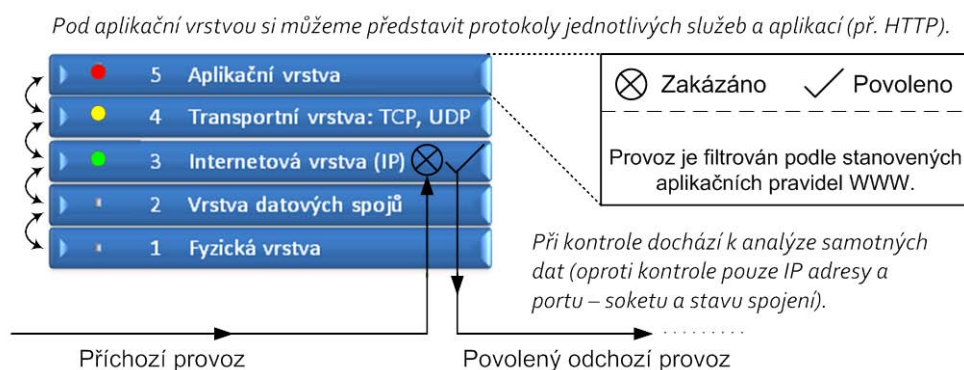 Pod aplikační vrstvou si můžeme představit protokoly jednotlivých služeb a aplikací (př. HTTP).
5 Aplikační vrstva
4 Transportní vrstva: TCP, UDP
3 Internetová vrstva (IP)
2 Vrstva datových spojů
1 Fyzická vrstva
Zakázáno Povoleno
Provoz je filtrován podle stanovených
aplikačních pravidel WWW.
Při kontrole dochází k analýze samotných
dat (oproti kontrole pouze IP adresy a
portu – soketu a stavu spojení).
Příchozí provoz
Povolený odchozí provoz